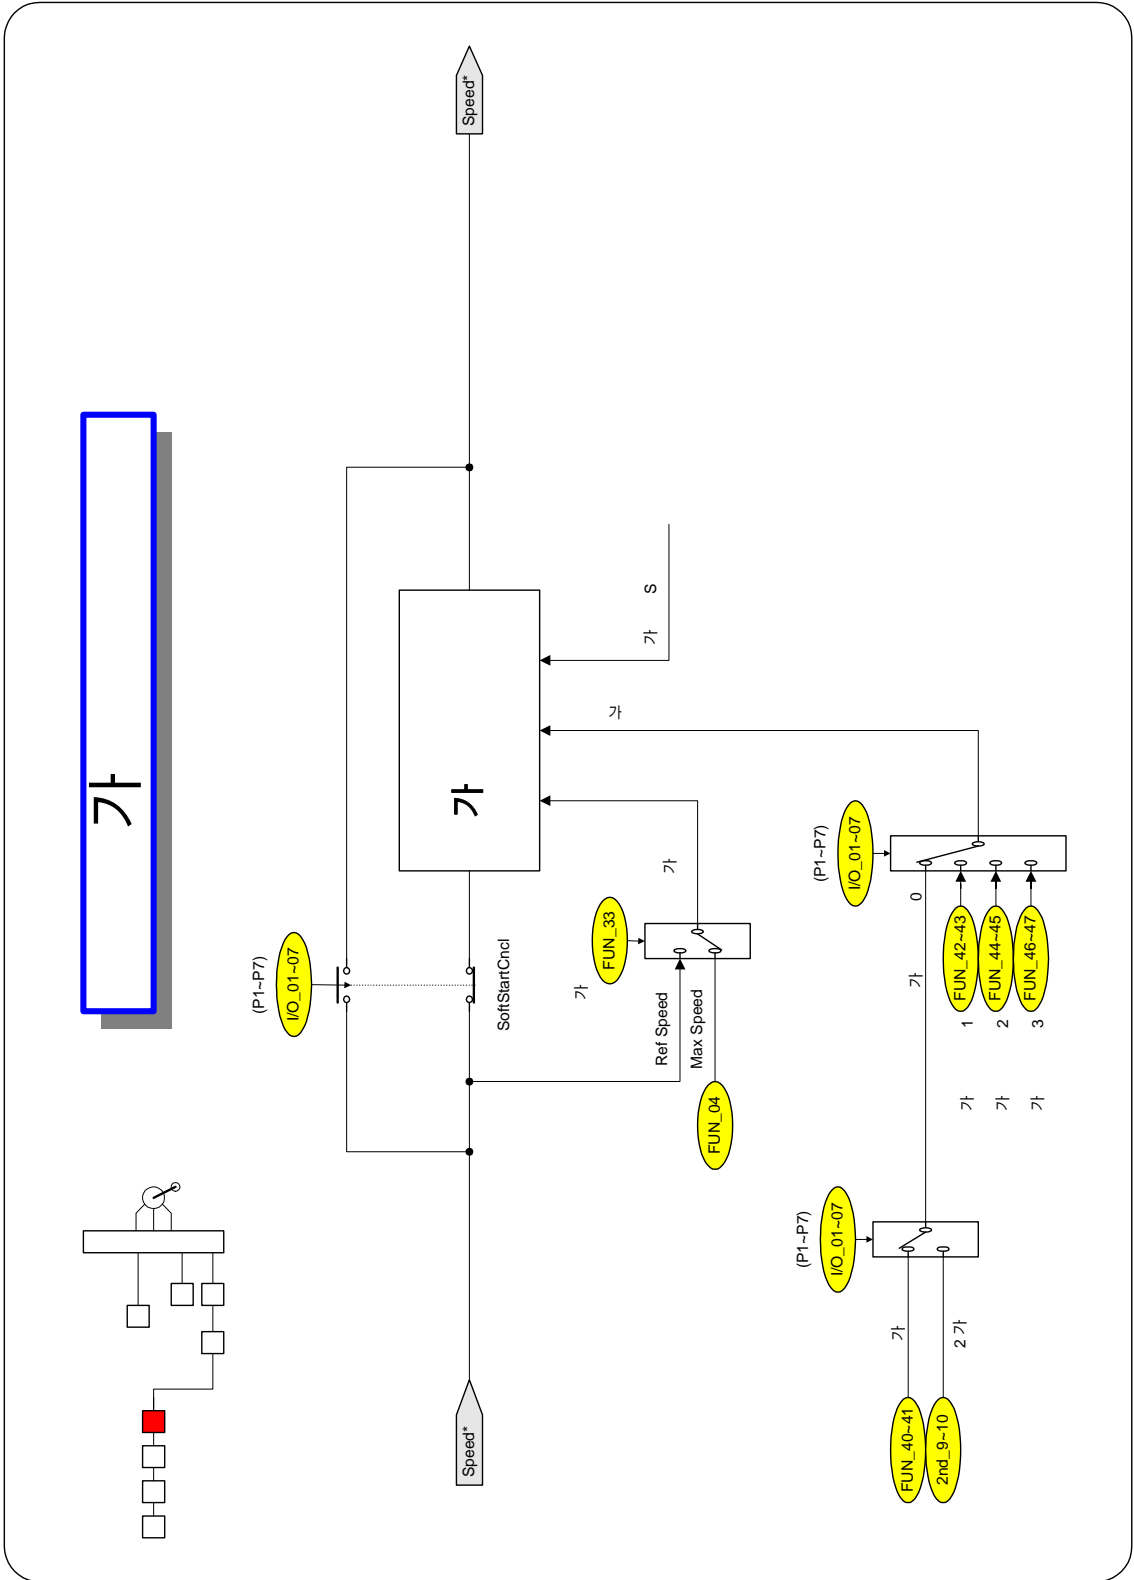 가
(P1~P7)
I/O_01~07
Speed*
가
Speed*
SoftStartCncl
가
FUN_33
가
가 S
가
Ref Speed
Max Speed
FUN_04
(P1~P7)
I/O_01~07
(P1~P7)
I/O_01~07
가
FUN_40~41
2 가
2nd_9~10
가 0
가 1 FUN_42~43
가 2 FUN_44~45
가 3 FUN_46~47